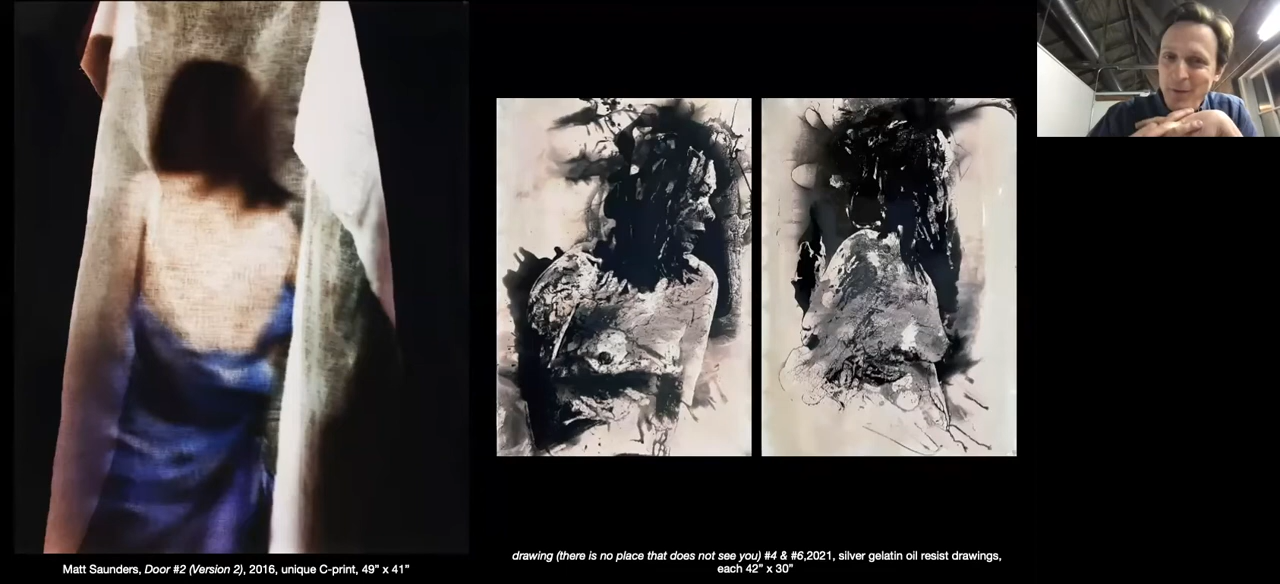 Matt Saunders, Door #2 (Version 2), 2016, unique C-print, 49” x 41”
drawing (there is no place that does not see you) #4 & #6,2021, silver gelatin oil resist drawings,
each 42” x 30”